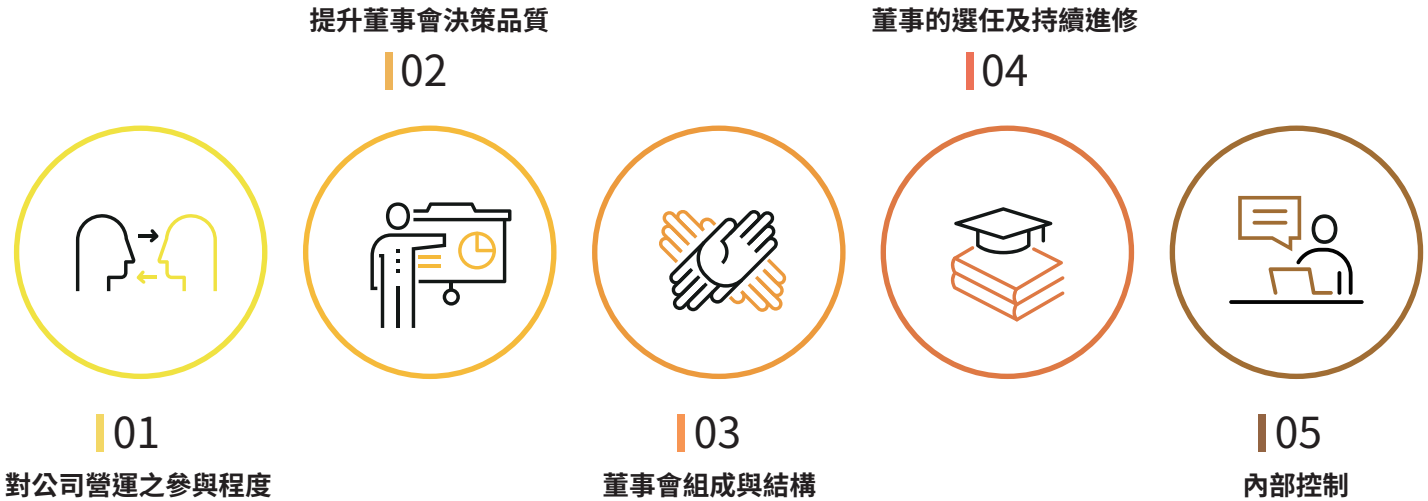 01
對公司營運之參與程度
提升董事會決策品質
02
03
董事會組成與結構
董事的選任及持續進修
04
05
內部控制